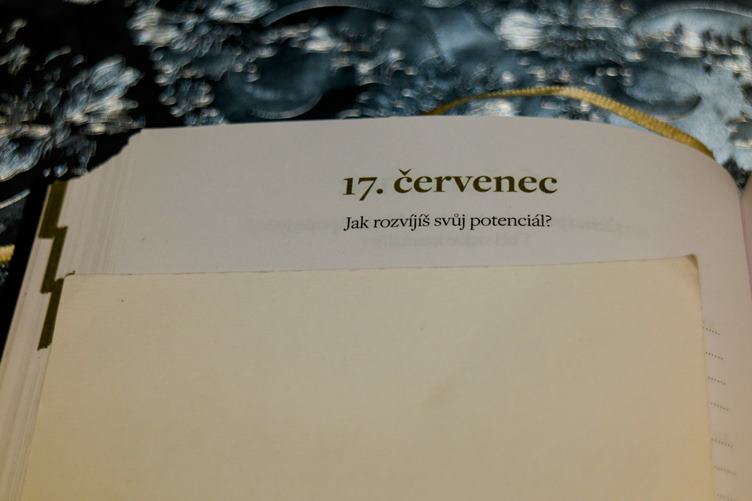 17. červenec
Jak rozvíjíš svůj potenciál?